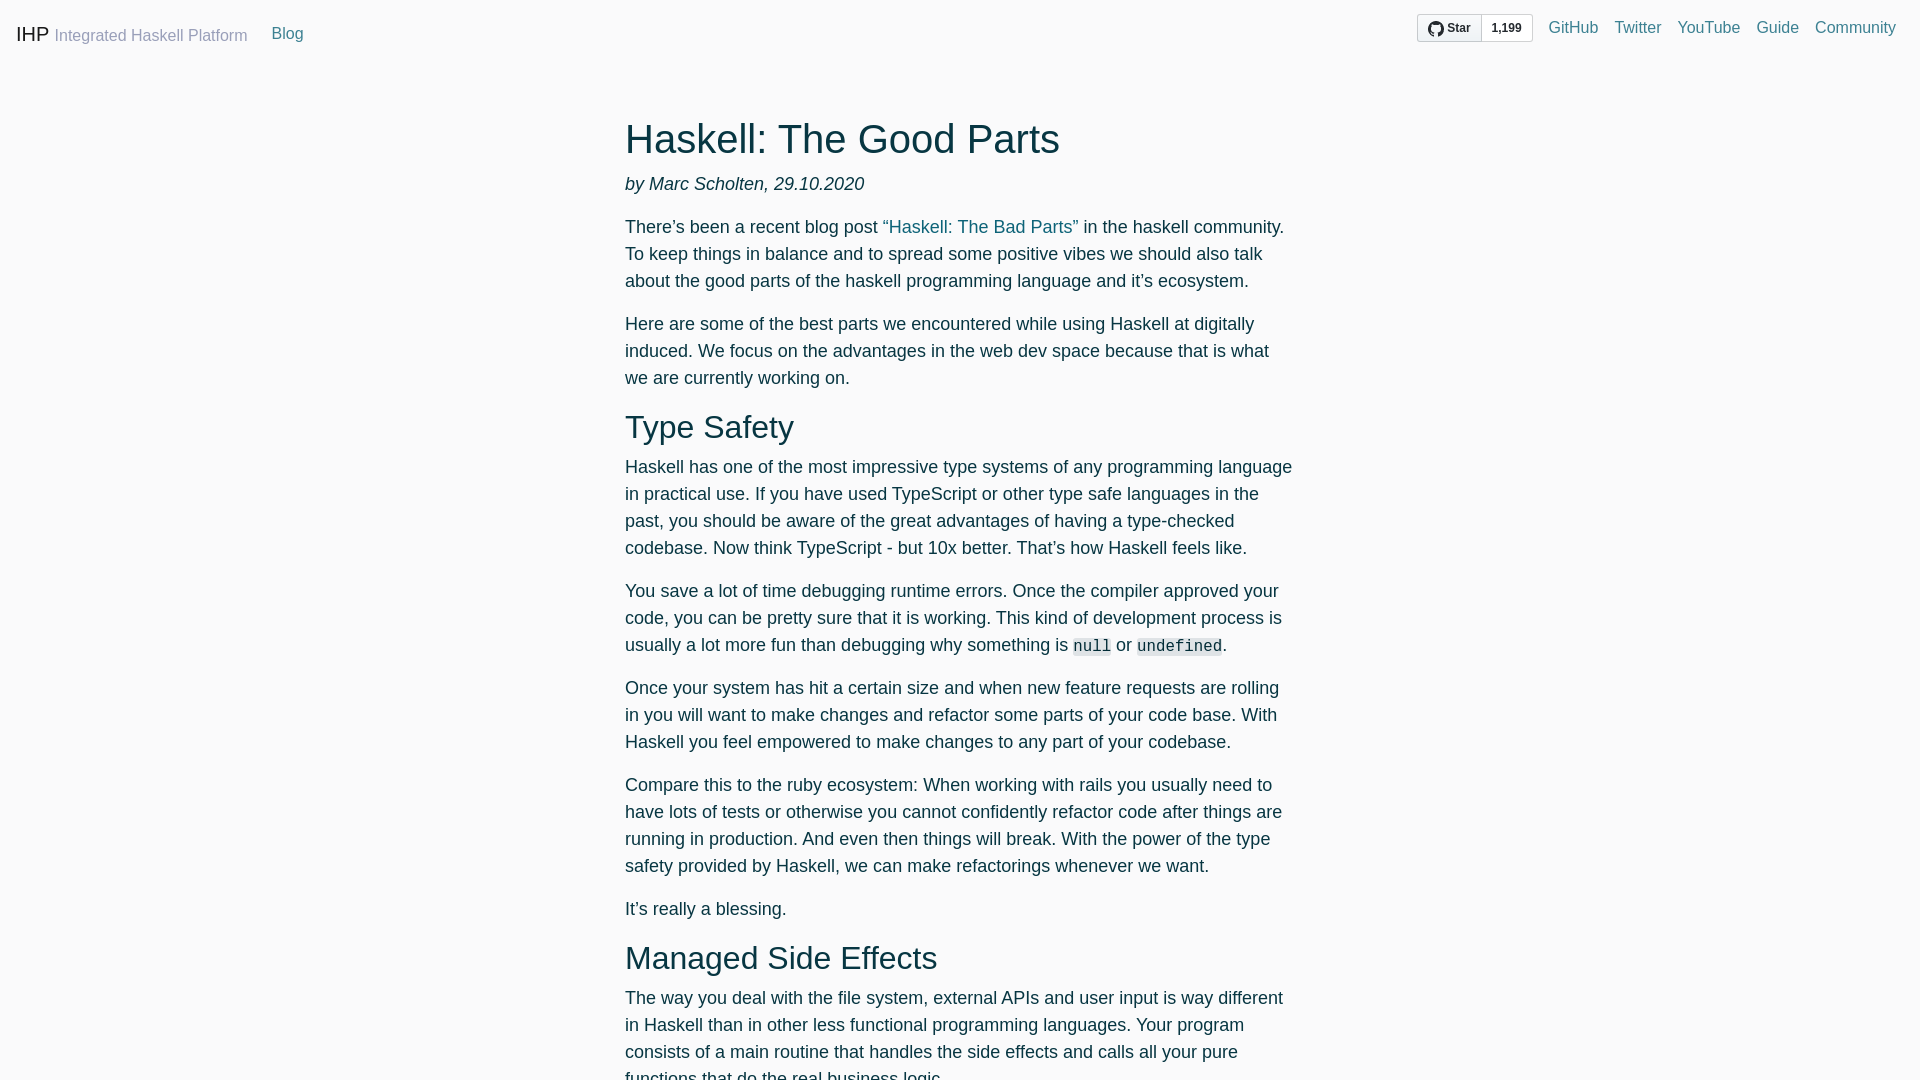 IHP Integrated Haskell Platform Blog Star 1,199 GitHub Twitter YouTube Guide Community
Haskell: The Good Parts
by Marc Scholten, 29.10.2020
There’s been a recent blog post “Haskell: The Bad Parts” in the haskell community.
To keep things in balance and to spread some positive vibes we should also talk
about the good parts of the haskell programming language and it’s ecosystem.
Here are some of the best parts we encountered while using Haskell at digitally
induced. We focus on the advantages in the web dev space because that is what
we are currently working on.
Type Safety
Haskell has one of the most impressive type systems of any programming language
in practical use. If you have used TypeScript or other type safe languages in the
past, you should be aware of the great advantages of having a type-checked
codebase. Now think TypeScript - but 10x better. That’s how Haskell feels like.
You save a lot of time debugging runtime errors. Once the compiler approved your
code, you can be pretty sure that it is working. This kind of development process is
usually a lot more fun than debugging why something is null or undefined.
Once your system has hit a certain size and when new feature requests are rolling
in you will want to make changes and refactor some parts of your code base. With
Haskell you feel empowered to make changes to any part of your codebase.
Compare this to the ruby ecosystem: When working with rails you usually need to
have lots of tests or otherwise you cannot confidently refactor code after things are
running in production. And even then things will break. With the power of the type
safety provided by Haskell, we can make refactorings whenever we want.
It’s really a blessing.
Managed Side Effects
The way you deal with the file system, external APIs and user input is way different
in Haskell than in other less functional programming languages. Your program
consists of a main routine that handles the side effects and calls all your pure
functions that do the real business logic.